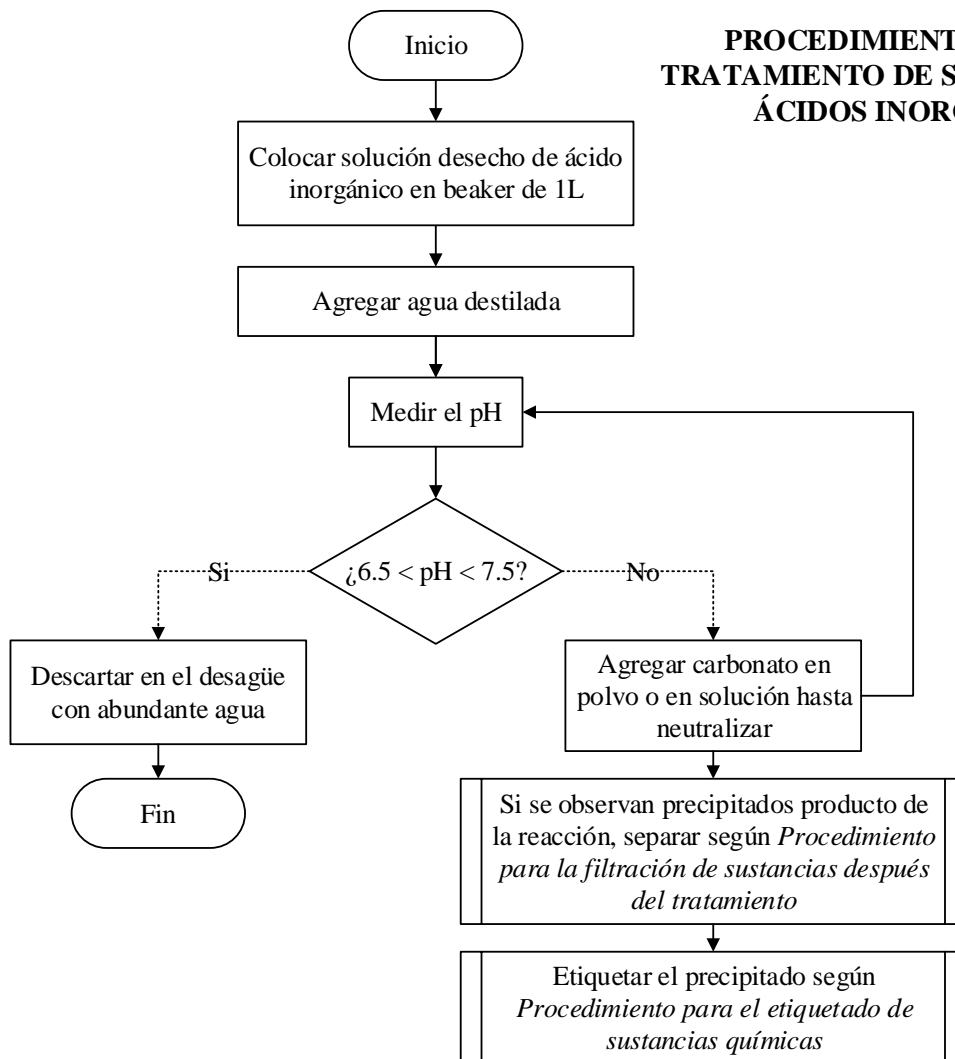 PROCEDIMIENT
TRATAMIENTO DE S
ÁCIDOS INOR
Inicio
Colocar solución desecho de ácido
inorgánico en beaker de 1L
Agregar agua destilada
Medir el pH
¿6.5 < pH < 7.5?
Si
No
Descartar en el desagüe
con abundante agua
Fin
Agregar carbonato en
polvo o en solución hasta
neutralizar
Si se observan precipitados producto de
la reacción, separar según Procedimiento
para la filtración de sustancias después
del tratamiento
Etiquetar el precipitado según
Procedimiento para el etiquetado de
sustancias químicas